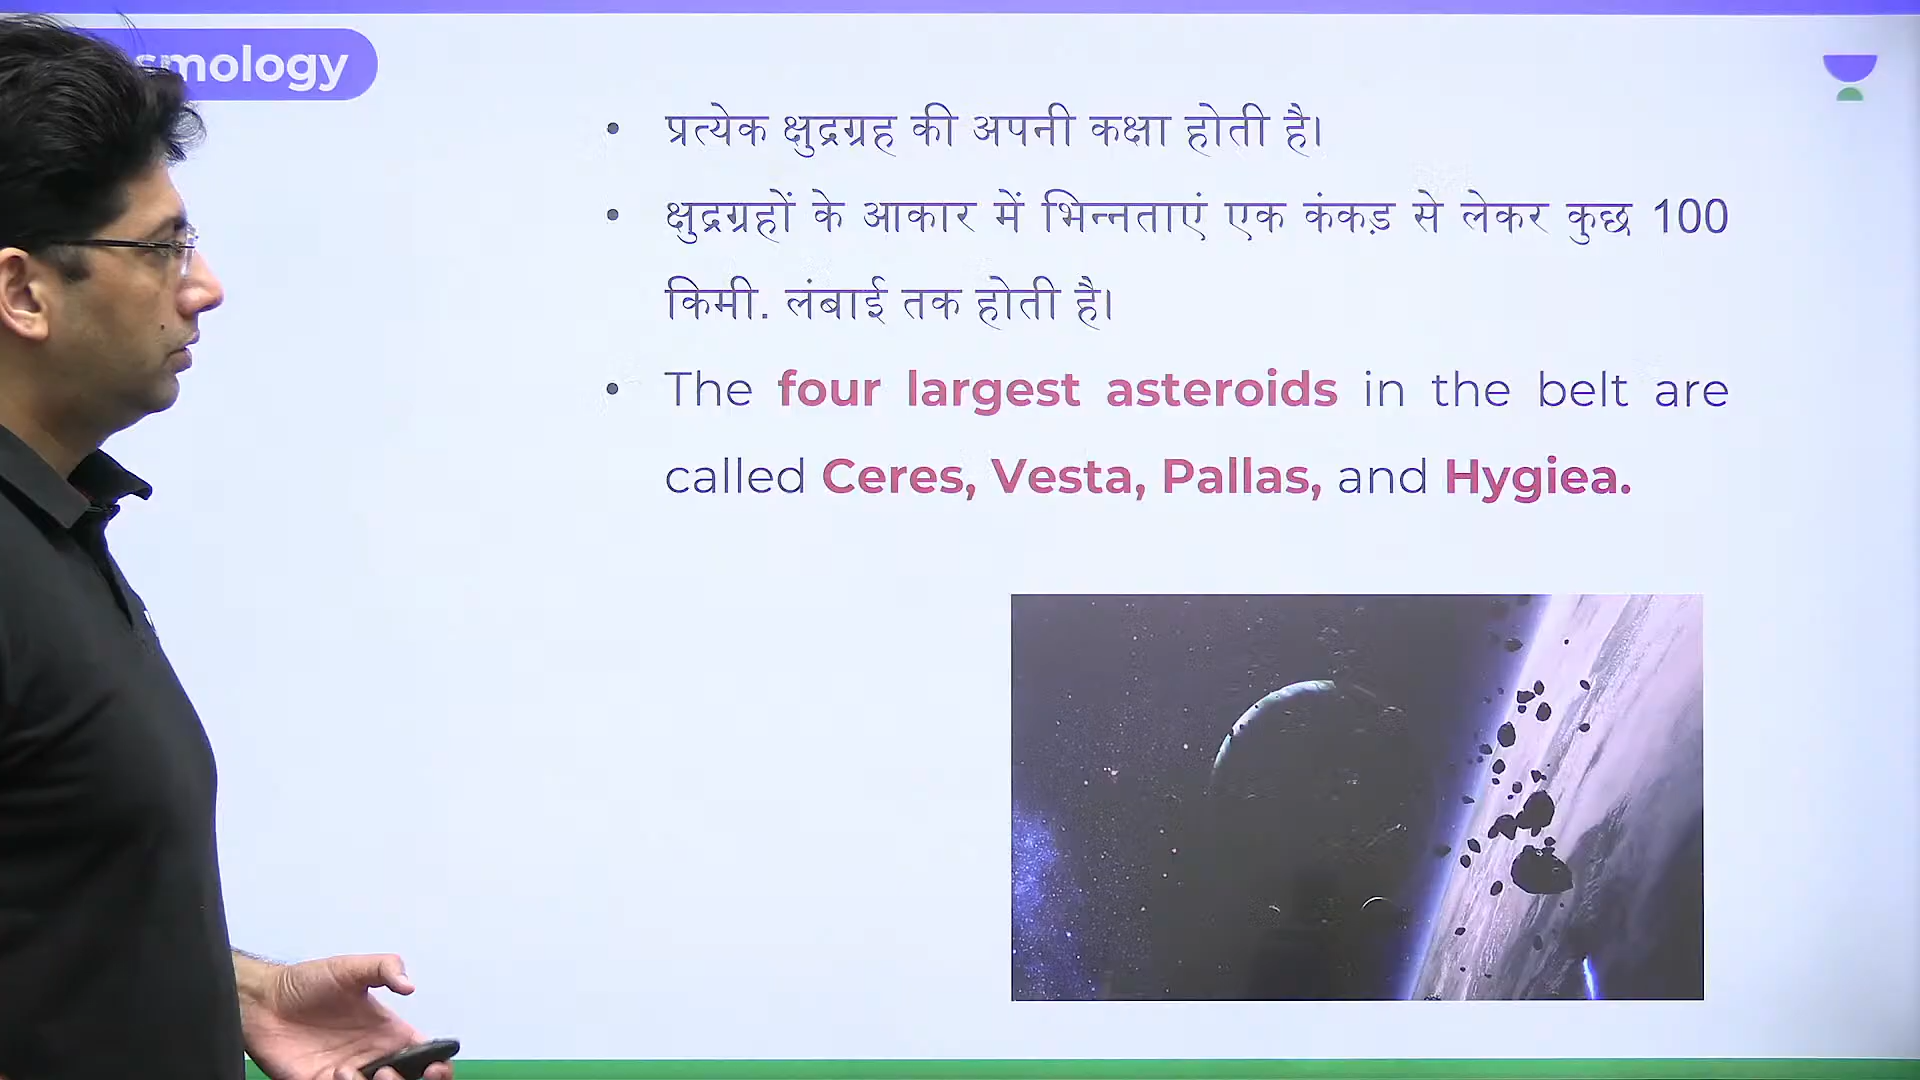 smology
• प्रत्येक क्षुद्रग्रह की अपनी कक्षा होती है।
• क्षुद्रग्रहों के आकार में भिन्नताएं एक कंकड़ से लेकर कुछ 100
किमी. लंबाई तक होती है।
• The four largest asteroids in the belt are
called Ceres, Vesta, Pallas, and Hygiea.